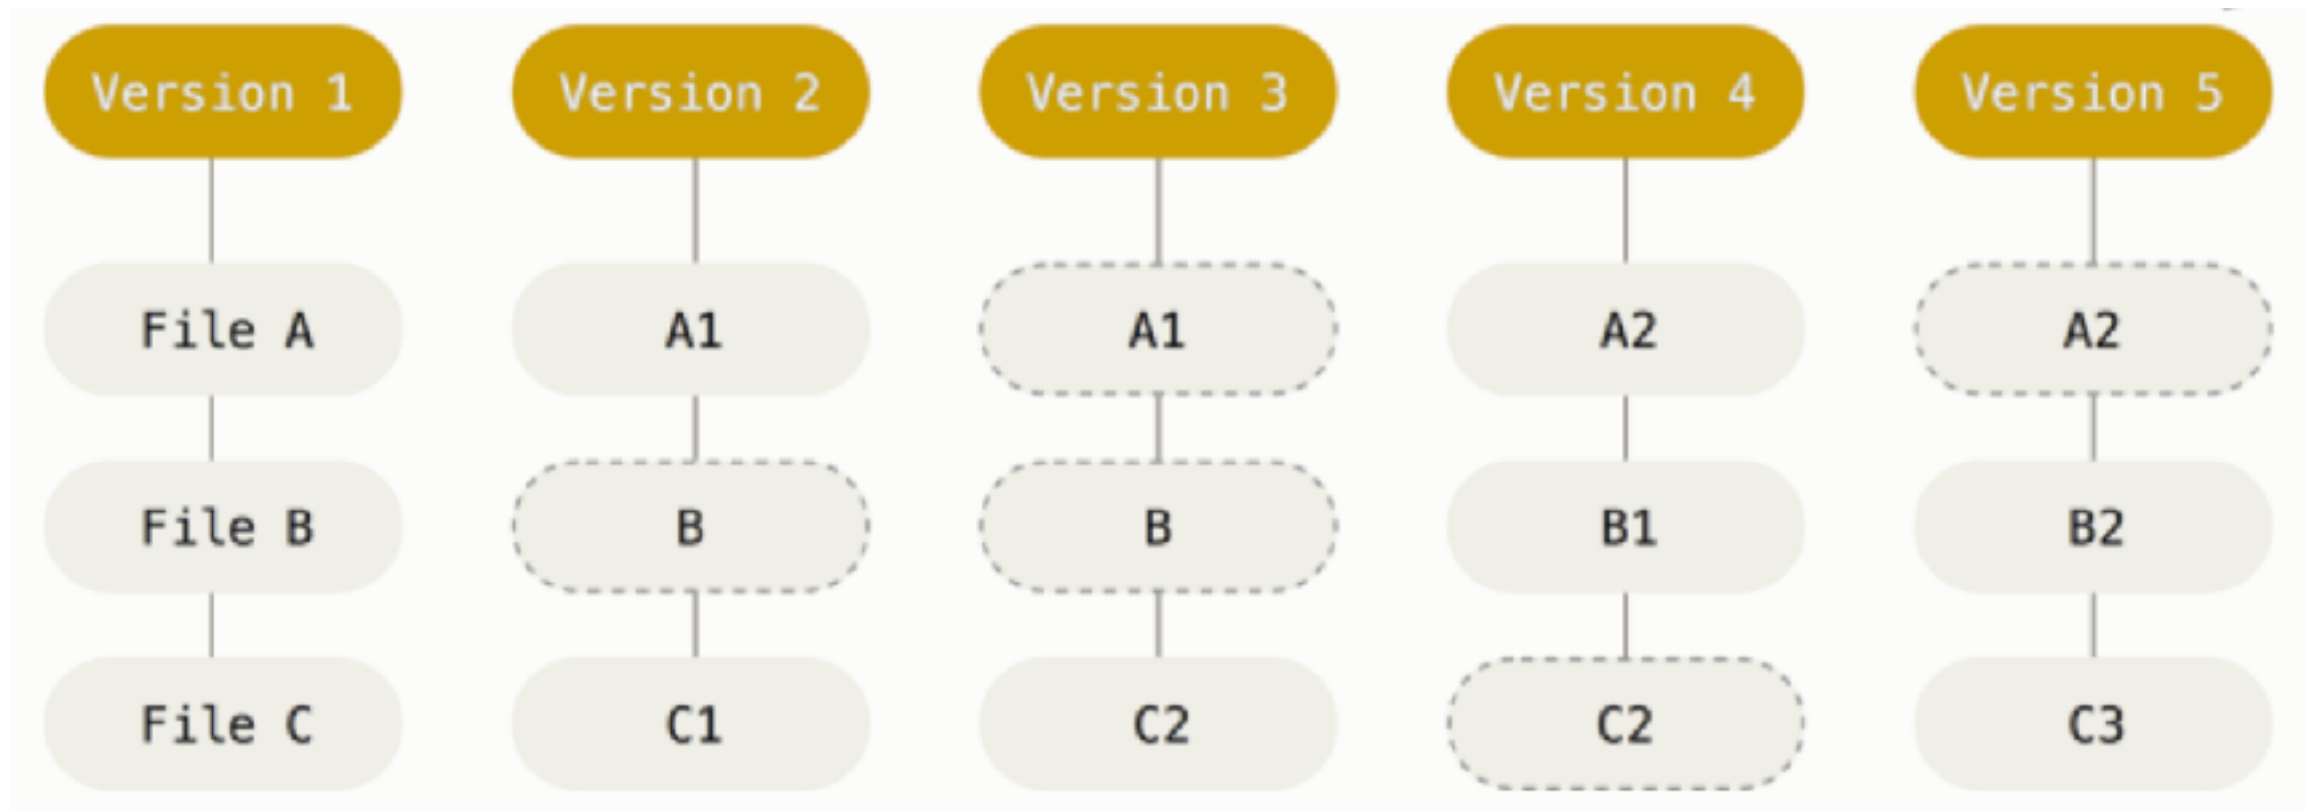 Version 1
Version 2
Version 3
Version 4
Version 5
File A
A1
A1
A2
A2
File B
B
B
B1
B2
File C
C1
C2
C2
C3